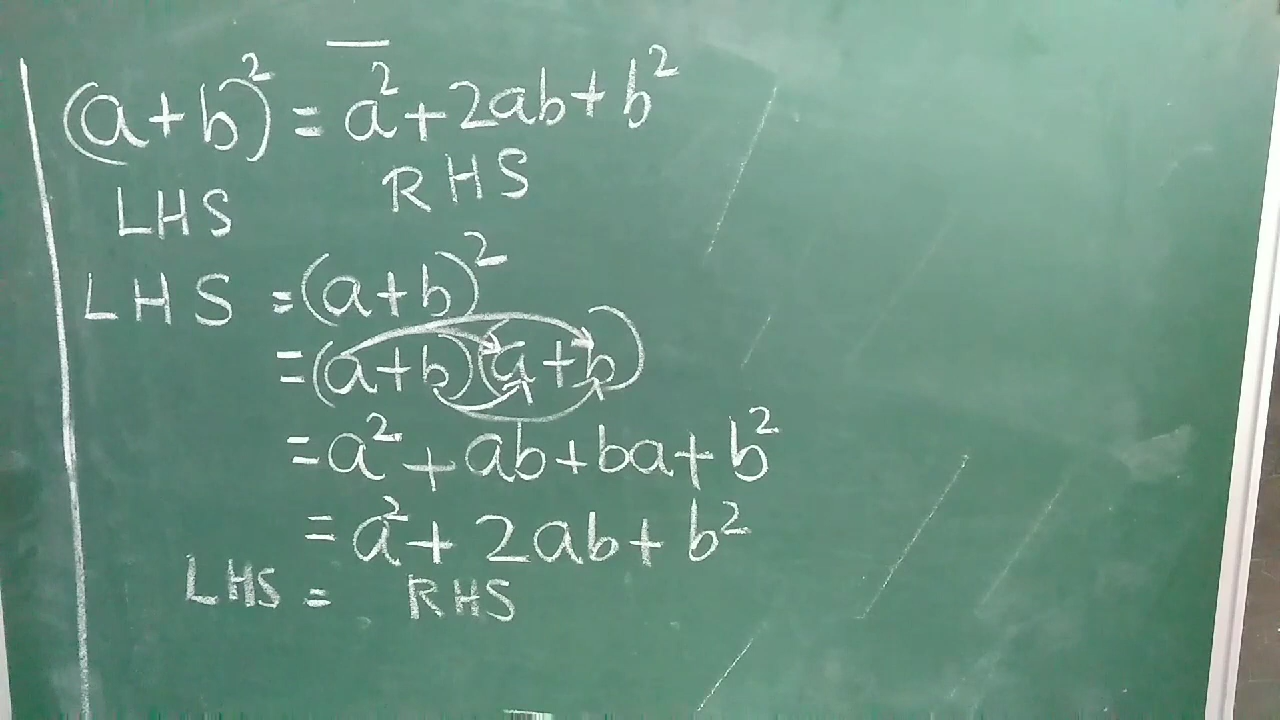 (a+b)² = a² + 2ab + b²
LHS RHS
LHS = (a+b)²
= (a+b)(a+b)
= a² + ab + ba + b²
= a² + 2ab + b²
LHS = RHS